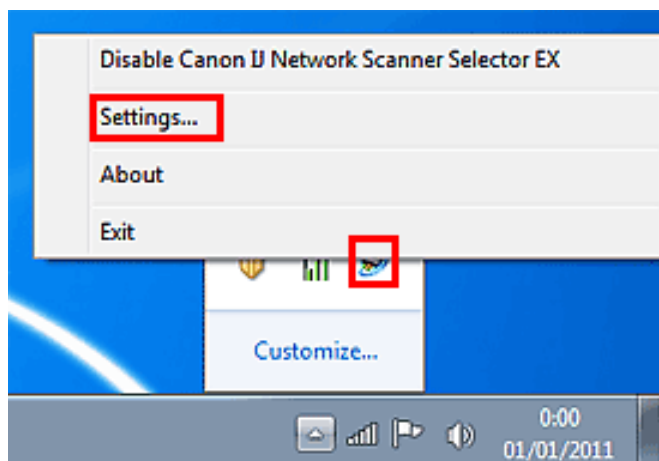 Disable Canon IJ Network Scanner Selector EX
Settings...
About
Exit
Customize...
0:00
01/01/2011